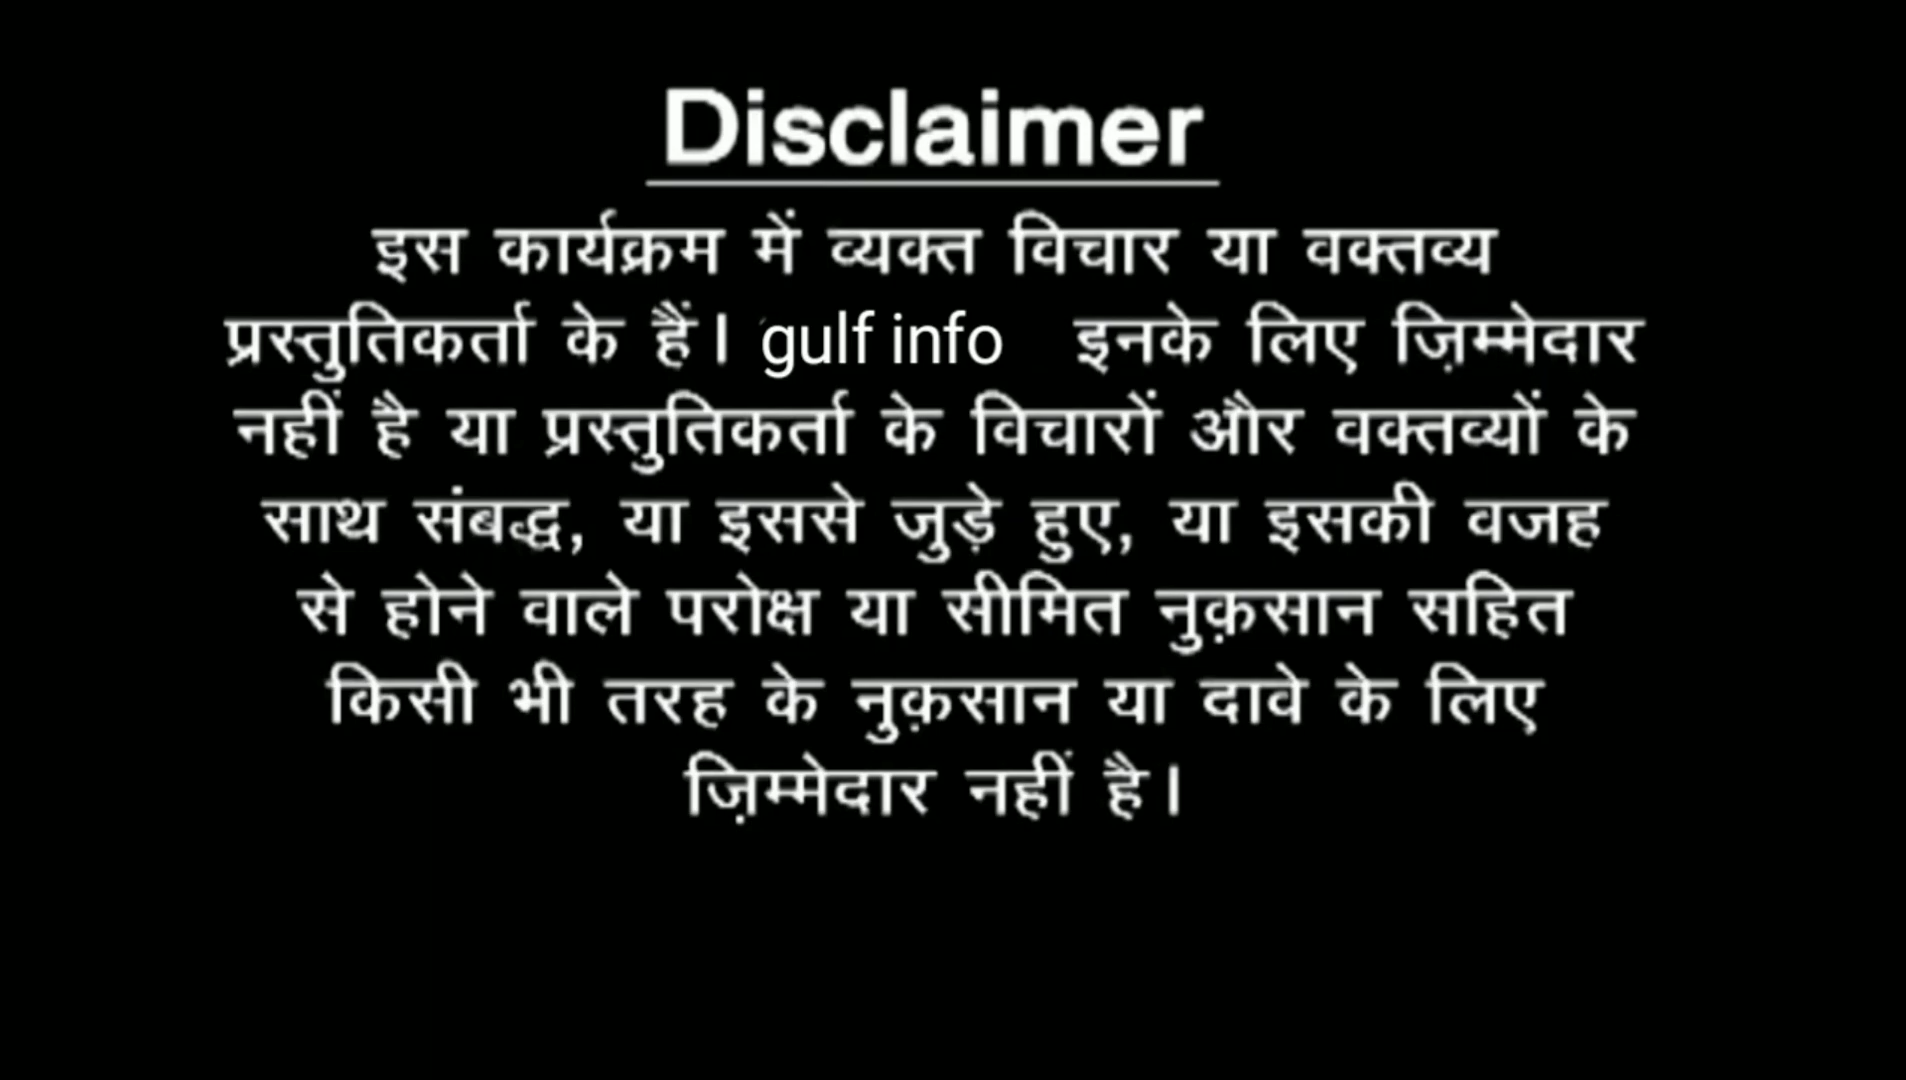 Disclaimer
इस कार्यक्रम में व्यक्त विचार या वक्तव्य
प्रस्तुतिकर्ता के हैं। gulf info इनके लिए ज़िम्मेदार
नहीं है या प्रस्तुतिकर्ता के विचारों और वक्तव्यों के
साथ संबद्ध, या इससे जुड़े हुए, या इसकी वजह
से होने वाले परोक्ष या सीमित नुक़सान सहित
किसी भी तरह के नुक़सान या दावे के लिए
ज़िम्मेदार नहीं है।